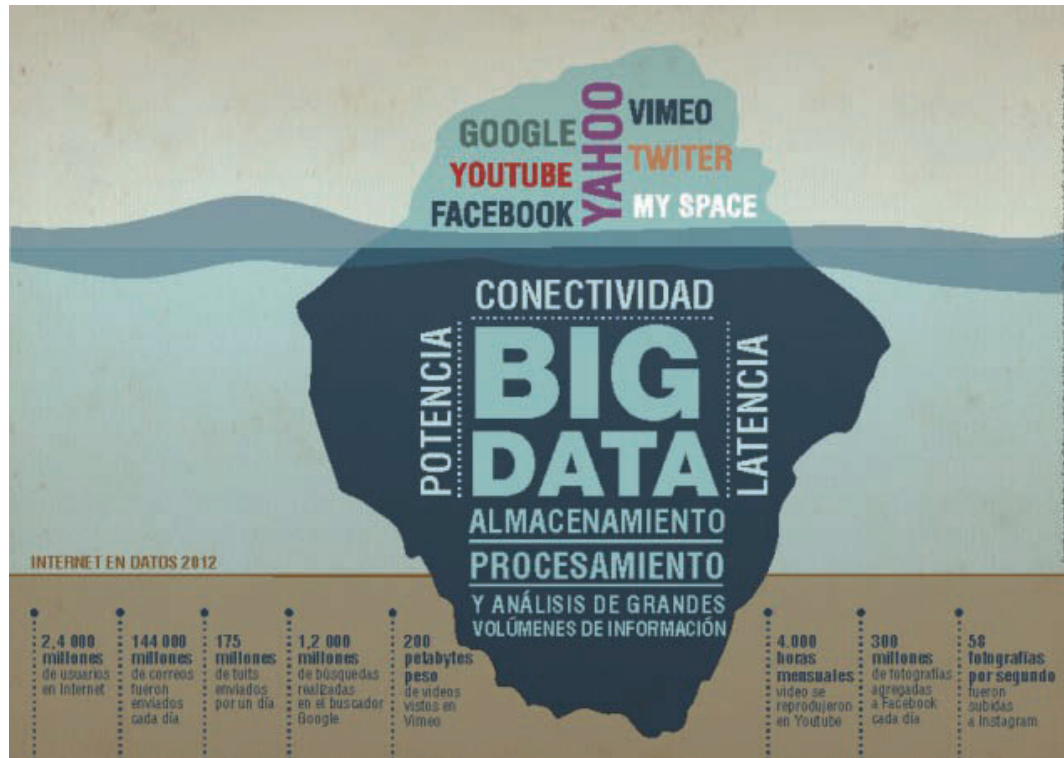 GOOGLE
YOUTUBE
FACEBOOK
YAHOO
VIMEO
TWITER
MY SPACE
CONECTIVIDAD
POTENCIA
BIG
DATA
LATENCIA
ALMACENAMIENTO
PROCESAMIENTO
Y ANÁLISIS DE GRANDES
VOLÚMENES DE INFORMACIÓN
INTERNET EN DATOS 2012
2,4 000
millones
de usuarios
en Internet
144 000
millones
de correos
fueron
enviados
cada día
175
millones
de tuits
enviados
por un día
1,2 000
millones
de búsquedas
realizadas
en el buscador
Google
200
petabytes
peso
de videos
vistos en
Vimeo
4.000
horas
mensuales
video se
reprodujeron
en Youtube
300
millones
de fotografías
agregadas
a Facebook
cada día
58
fotografías
por segundo
fueron
subidas
a Instagram